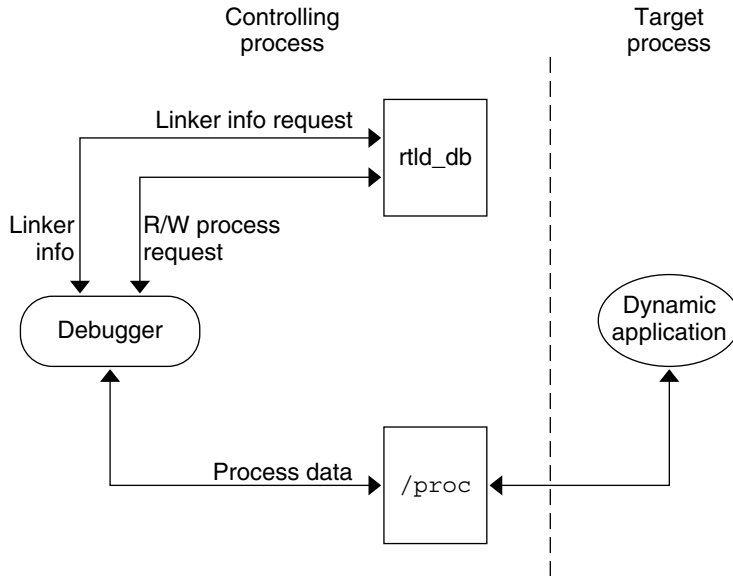 Controlling
process
Target
process
Linker info request
rtld_db
Linker
info
R/W process
request
Debugger
Dynamic
application
Process data
/proc